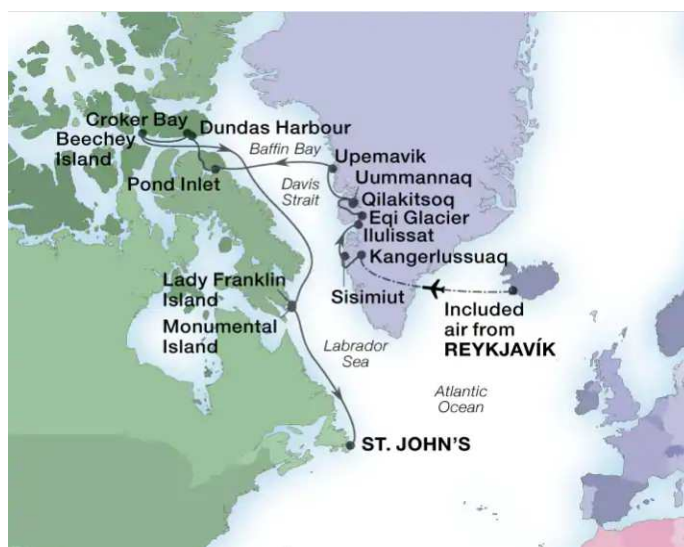 Croker Bay
Beechey
Island
Dundas Harbour
Baffin Bay
Pond Inlet
Davis
Strait
Upernavik
Uummannaq
Qilakitsoq
Eqi Glacier
Ilulissat
Kangerlussuaq
Sisimiut
Lady Franklin
Island
Monumental
Island
Included
air from
REYKJAVÍK
Labrador
Sea
Atlantic
Ocean
ST. JOHN'S